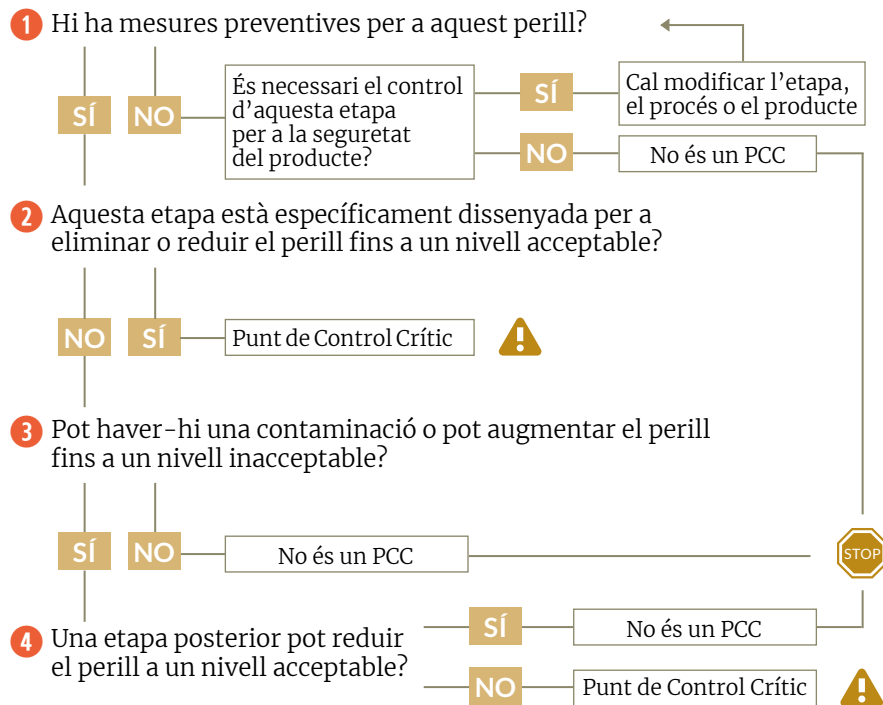 1 Hi ha mesures preventives per a aquest perill?
SÍ
NO
És necessari el control
d’aquesta etapa
per a la seguretat
del producte?
SÍ
Cal modificar l’etapa,
el procés o el producte
NO
No és un PCC
2 Aquesta etapa està específicament dissenyada per a
eliminar o reduir el perill fins a un nivell acceptable?
NO
SÍ
Punt de Control Crític
3 Pot haver-hi una contaminació o pot augmentar el perill
fins a un nivell inacceptable?
SÍ
NO
No és un PCC
STOP
4 Una etapa posterior pot reduir
el perill a un nivell acceptable?
SÍ
No és un PCC
NO
Punt de Control Crític